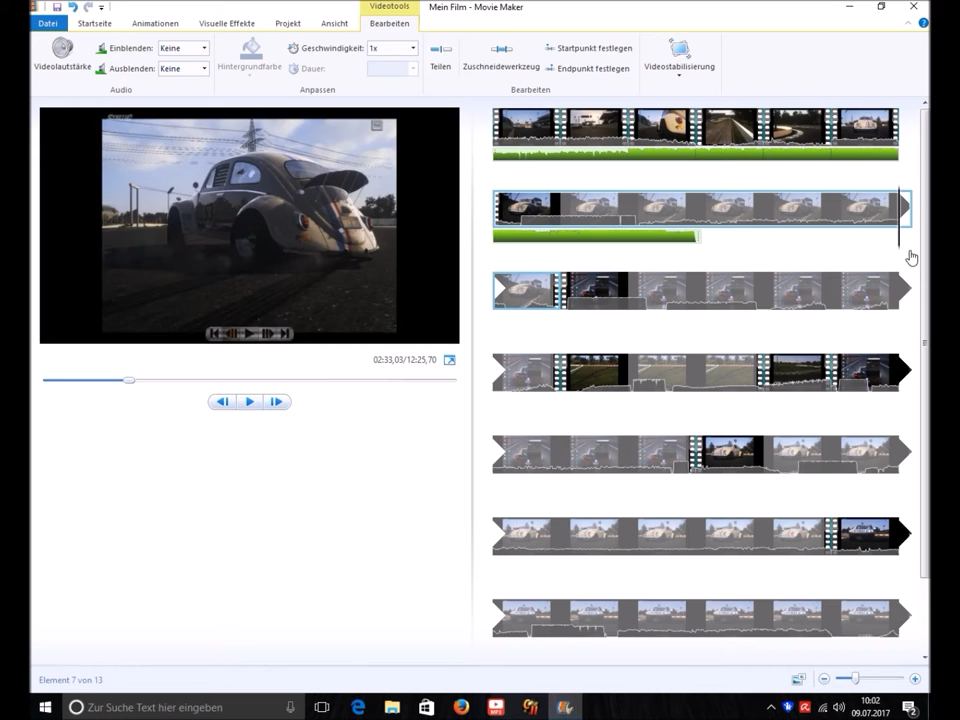 Videotools
Mein Film - Movie Maker
Datei
Startseite
Animationen
Visuelle Effekte
Projekt
Ansicht
Bearbeiten
Videolautstärke
Einblenden: Keine
Ausblenden: Keine
Audio
Hintergrundfarbe
Geschwindigkeit: 1x
Dauer:
Anpassen
Teilen
Zuschneidewerkzeug
Startpunkt festlegen
Endpunkt festlegen
Bearbeiten
Videostabilisierung
02:33,03/12:25,70
Element 7 von 13
Zur Suche Text hier eingeben
MP3
10:02
09.07.2017
2